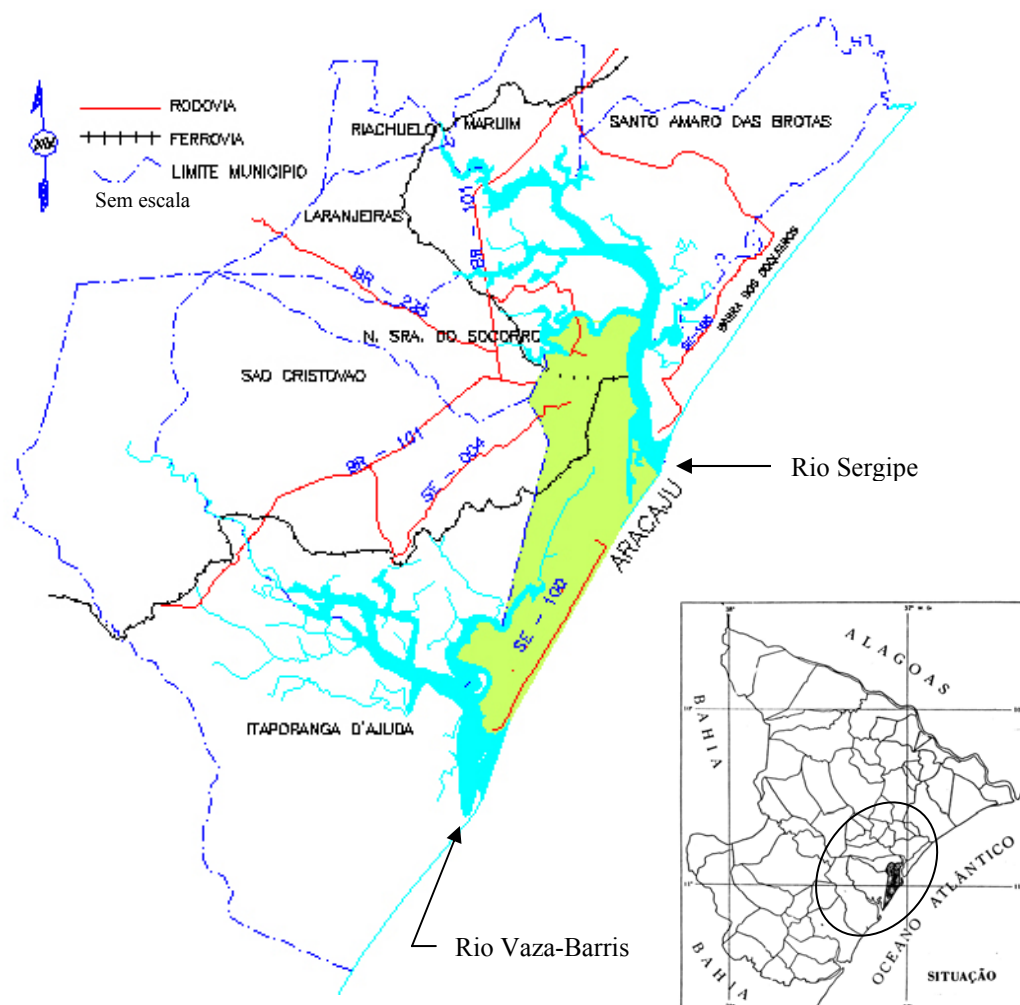 RODOVIA
FERROVIA
LIMITE MUNICIPIO
Sem escala
RIACHUELO
MARUIM
SANTO AMARO DAS BROTAS
LARANJEIRAS
BR - 101
BR - 235
BARRA DOS COQUEIROS
N. SRA. DO SOCORRO
SAO CRISTOVAO
BR - 101
SE - 004
Rio Sergipe
ARACAJU
SE - 100
ITAPORANGA D'AJUDA
Rio Vaza-Barris
ALAGOAS
BAHIA
OCEANO ATLÂNTICO
BAHIA
SITUAÇÃO